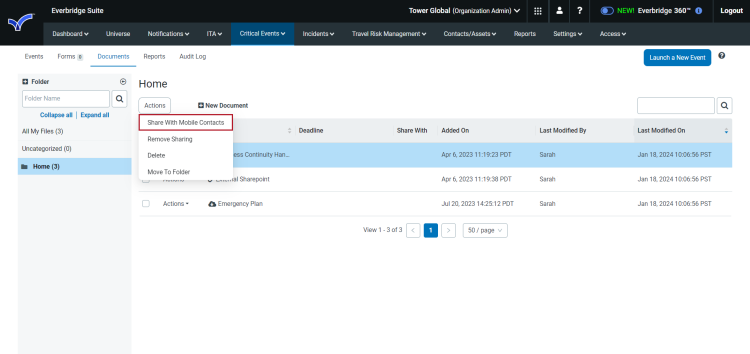 Everbridge Suite
Tower Global (Organization Admin)
? NEW! Everbridge 360™ Logout
Dashboard Universe Notifications ITA Critical Events Incidents Travel Risk Management Contacts/Assets Reports Settings Access
Events Forms Documents Reports Audit Log
Launch a New Event ?
Folder
Home
Folder Name
Actions
New Document
Collapse all | Expand all
Share With Mobile Contacts
Remove Sharing
Delete
Move To Folder
All My Files (3)
Uncategorized (0)
Home (3)
Deadline Share With Added On Last Modified By Last Modified On
ess Continuity Han... Apr 6, 2023 11:19:23 PDT Sarah Jan 18, 2024 10:06:56 PST
Sharepoint Apr 6, 2023 11:19:38 PDT Sarah Jan 18, 2024 10:06:56 PST
Actions Emergency Plan Jul 20, 2023 14:25:12 PDT Sarah Jan 18, 2024 10:06:56 PST
View 1 - 3 of 3 < 1 > 50 / page